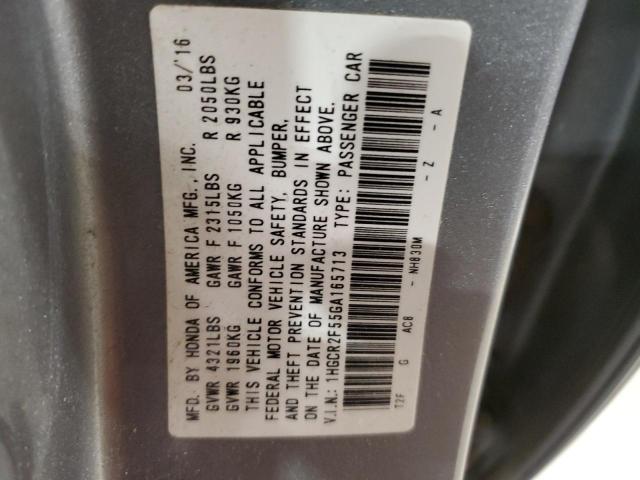 MFD. BY HONDA OF AMERICA MFG., INC. 03/'16
GVWR 4321LBS GAWR F 2315LBS R 2050LBS
GVWR 1960KG GAWR F 1050KG R 930KG
THIS VEHICLE CONFORMS TO ALL APPLICABLE
FEDERAL MOTOR VEHICLE SAFETY, BUMPER,
AND THEFT PREVENTION STANDARDS IN EFFECT
ON THE DATE OF MANUFACTURE SHOWN ABOVE.
V.I.N.: 1HGCR2F55GA165713 TYPE: PASSENGER CAR
T2F G AC8 - NH830M - Z - A